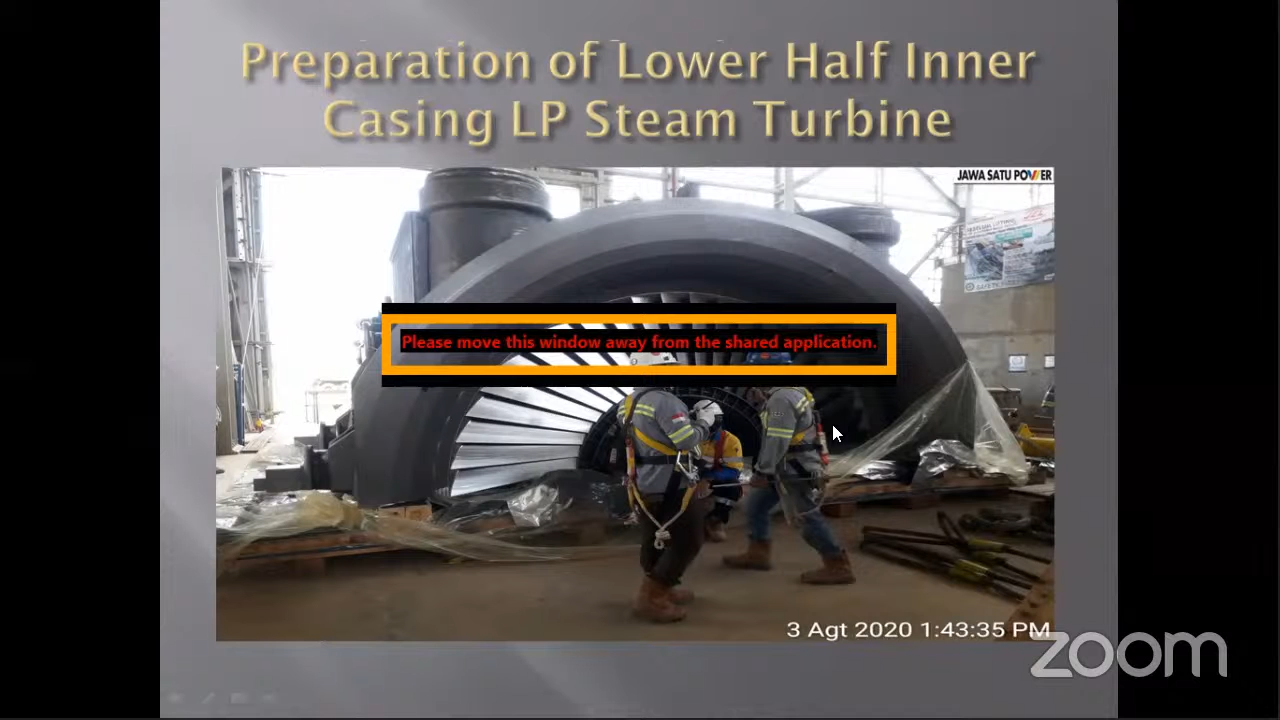 Preparation of Lower Half Inner
Casing LP Steam Turbine
JAWA SATU POWER
Please move this window away from the shared application.
3 Agt 2020 1:43:35 PM
zoom